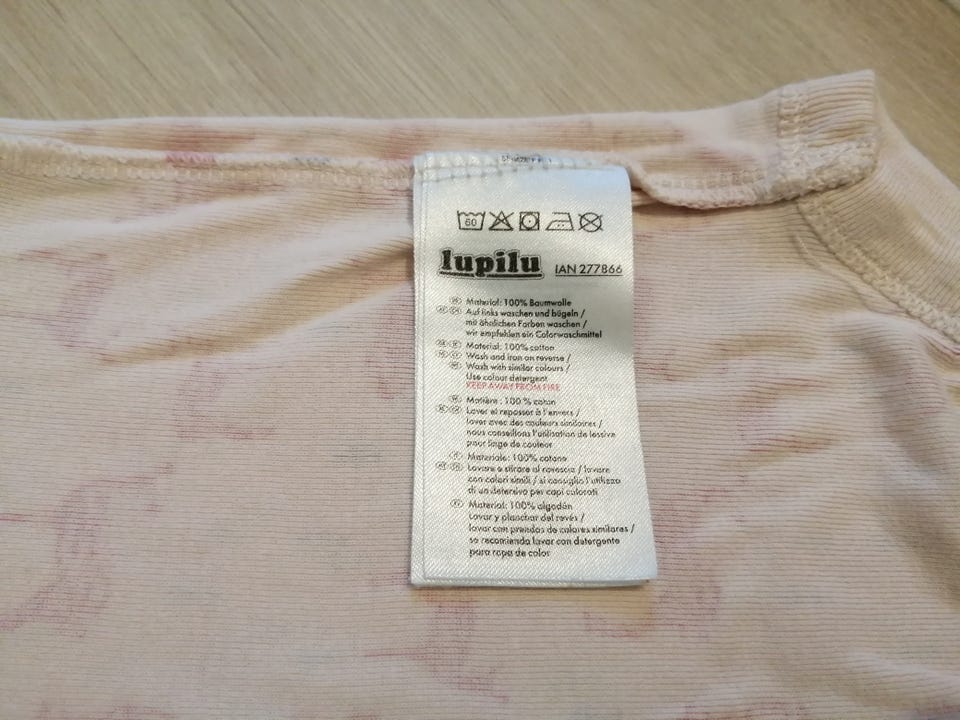 60
lupilu IAN 277866
Material: 100% Baumwolle
Auf links waschen und bügeln /
mit ähnlichen Farben waschen /
wir empfehlen ein Colorwaschmittel
Material: 100% cotton
Wash and iron on reverse /
Wash with similar colours /
Use colour detergent
KEEP AWAY FROM FIRE
Matière : 100 % coton
Laver et repasser à l'envers /
laver avec des couleurs similaires /
nous conseillons l'utilisation de lessive
pour linge de couleur
Materiale: 100% cotone
Lavare e stirare al rovescio / lavare
con colori simili / si consiglia l'utilizzo
di un detersivo per capi colorati
Material: 100% algodón
Lavar y planchar del revés /
lavar con prendas de colores similares /
se recomienda lavar con detergente
para ropa de color